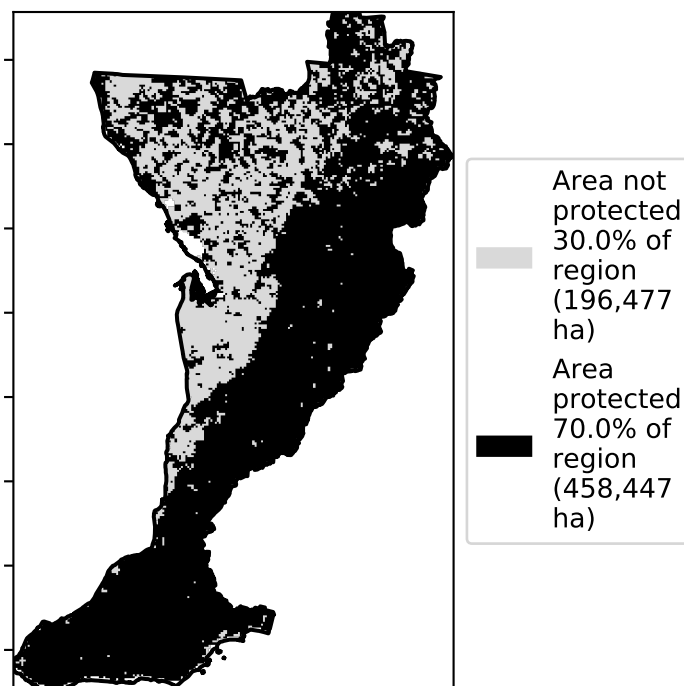 Area not
protected
30.0% of
region
(196,477
ha)
Area
protected
70.0% of
region
(458,447
ha)